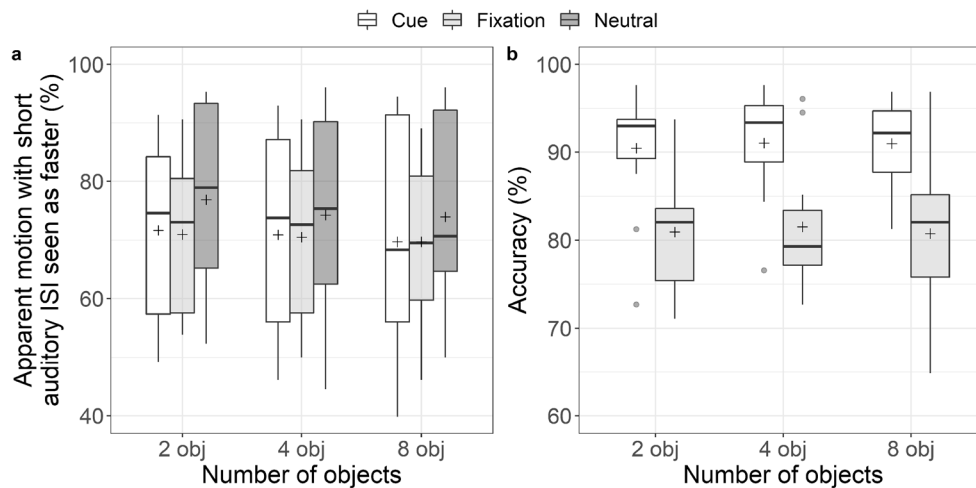 Cue Fixation Neutral
a
Apparent motion with short
auditory ISI seen as faster (%)
100
80
60
40
2 obj 4 obj 8 obj
Number of objects
b
Accuracy (%)
100
90
80
70
60
2 obj 4 obj 8 obj
Number of objects